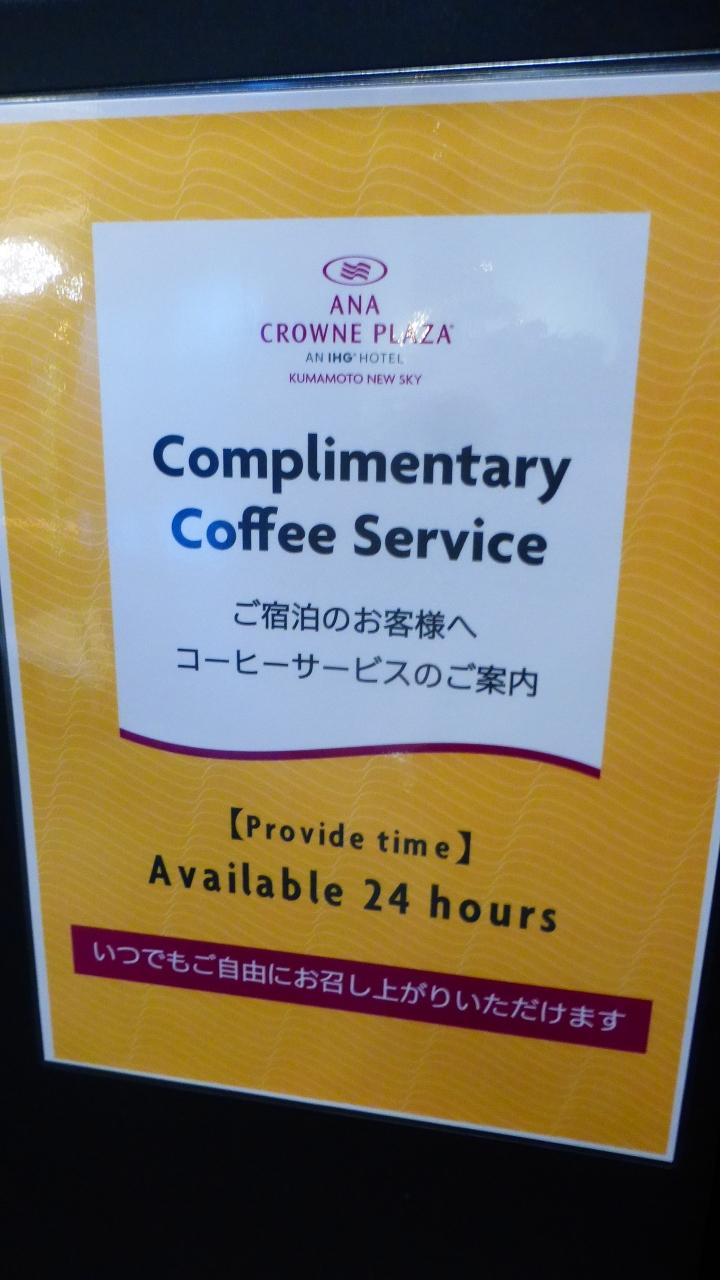 ANA
CROWNE PLAZA®
AN IHG® HOTEL
KUMAMOTO NEW SKY
Complimentary
Coffee Service
ご宿泊のお客様へ
コーヒーサービスのご案内
【Provide time】
Available 24 hours
いつでもご自由にお召し上がりいただけます